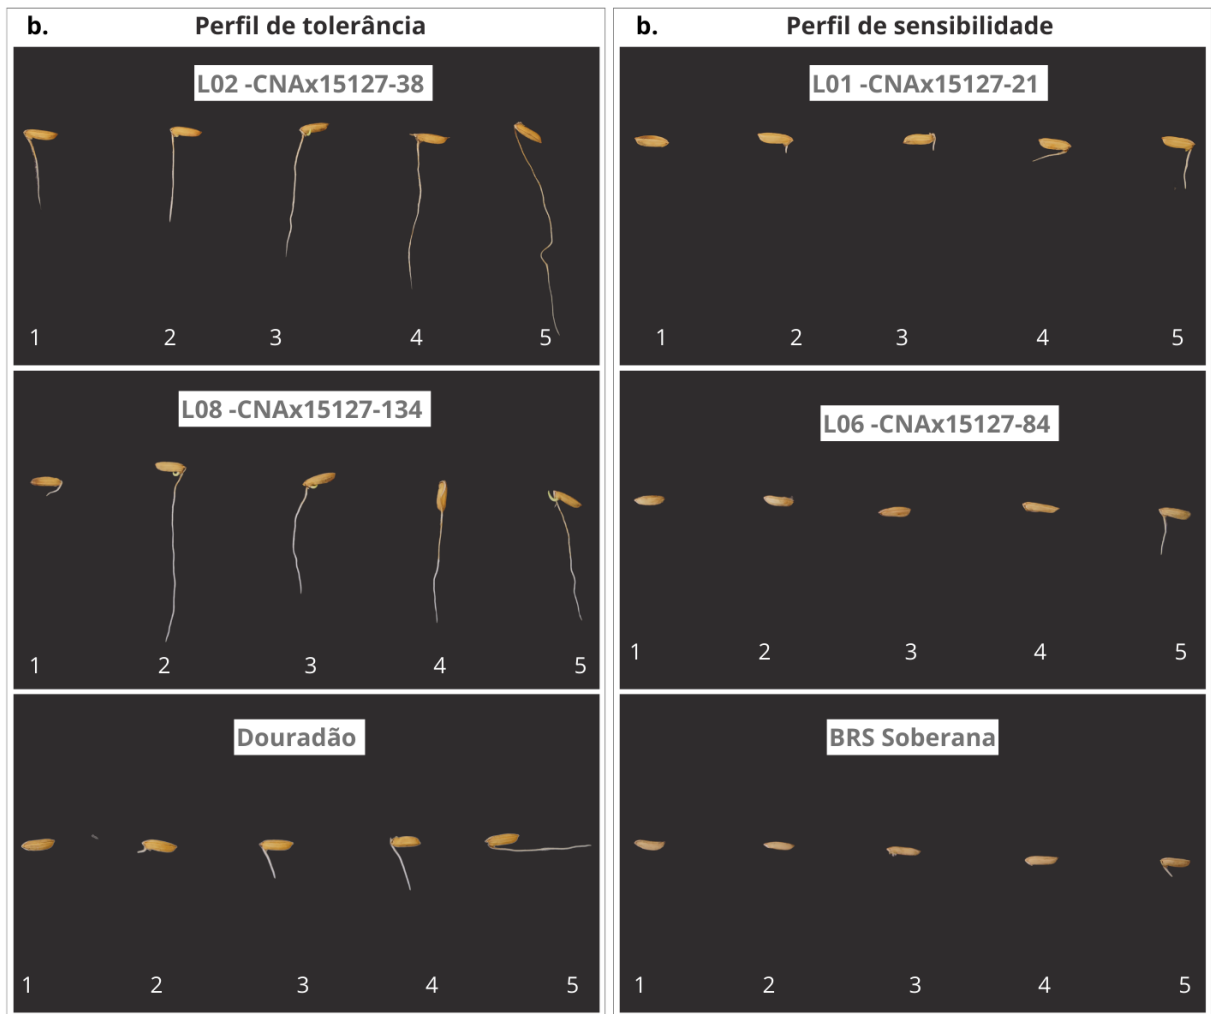 b. Perfil de tolerância
L02 -CNAx15127-38
1 2 3 4 5
L08 -CNAx15127-134
1 2 3 4 5
Douradão
1 2 3 4 5
b. Perfil de sensibilidade
L01 -CNAx15127-21
1 2 3 4 5
L06 -CNAx15127-84
1 2 3 4 5
BRS Soberana
1 2 3 4 5